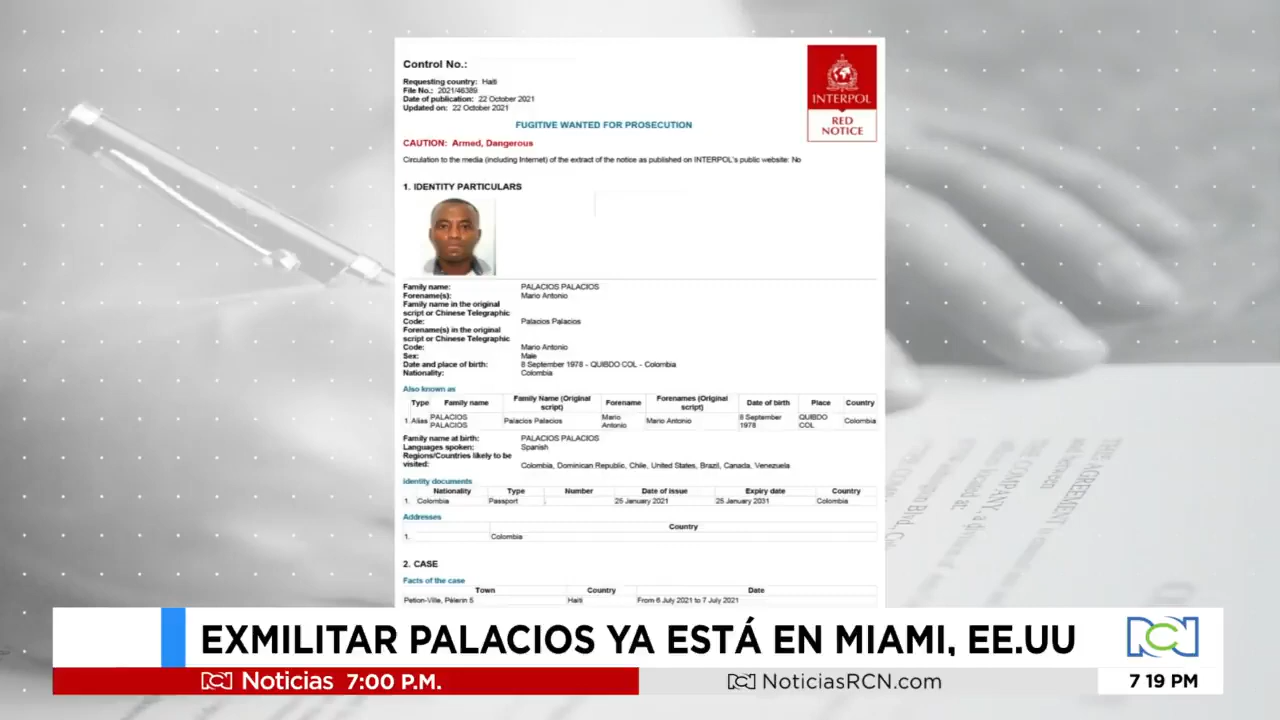 Control No.:
Requesting country: Haiti
File No.: 2021/46389
Date of publication: 22 October 2021
Updated on: 22 October 2021
INTERPOL
RED
NOTICE
FUGITIVE WANTED FOR PROSECUTION
CAUTION: Armed, Dangerous
Circulation to the media (including Internet) of the extract of the notice as published on INTERPOL's public website: No
1. IDENTITY PARTICULARS
Family name: PALACIOS PALACIOS
Forename(s): Mario Antonio
Family name in the original
script or Chinese Telegraphic
Code: Palacios Palacios
Forename(s) in the original
script or Chinese Telegraphic
Code: Mario Antonio
Sex: Male
Date and place of birth: 8 September 1978 - QUIBDO COL - Colombia
Nationality: Colombia
Also known as
Type Family name Family Name (Original script) Forename Forenames (Original script) Date of birth Place Country
1. Alias PALACIOS PALACIOS Palacios Palacios Mario Antonio Mario Antonio 8 September 1978 QUIBDO COL Colombia
Family name at birth: PALACIOS PALACIOS
Languages spoken: Spanish
Regions/Countries likely to be
visited: Colombia, Dominican Republic, Chile, United States, Brazil, Canada, Venezuela
Identity documents
Nationality Type Number Date of issue Expiry date Country
1. Colombia Passport 25 January 2021 25 January 2031 Colombia
Addresses
Country
1. Colombia
2. CASE
Facts of the case
Town Country Date
Petion-Ville, Pèlerin 5 Haiti From 6 July 2021 to 7 July 2021
AGREEMENT
EXMILITAR PALACIOS YA ESTÁ EN MIAMI, EE.UU
RCN
RCN Noticias 7:00 P.M.
RCN NoticiasRCN.com
7 19 PM